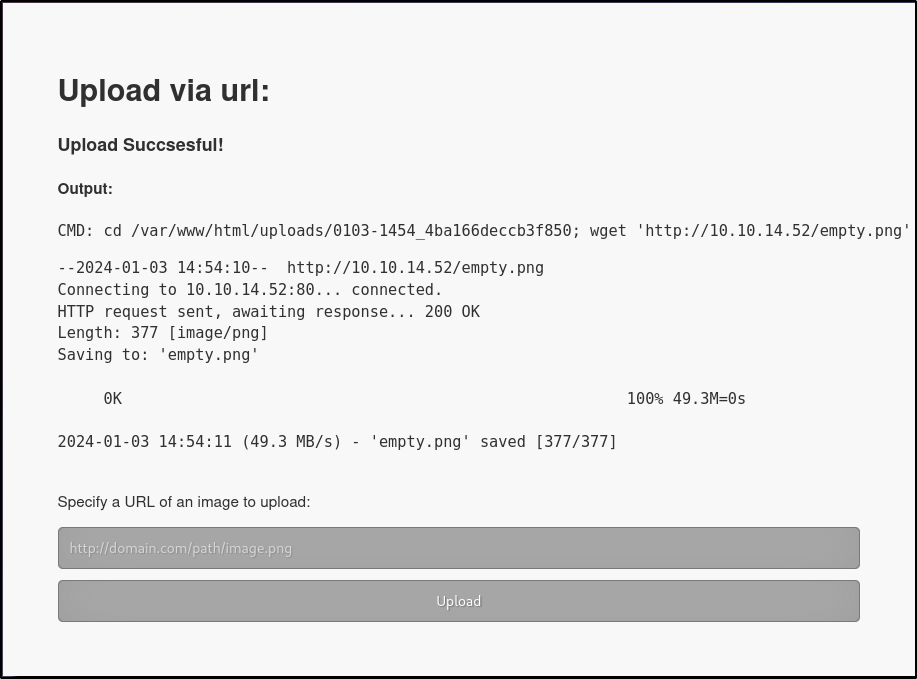 Upload via url:
Upload Succsesful!
Output:
CMD: cd /var/www/html/uploads/0103-1454_4ba166deccb3f850; wget 'http://10.10.14.52/empty.png'
--2024-01-03 14:54:10--  http://10.10.14.52/empty.png
Connecting to 10.10.14.52:80... connected.
HTTP request sent, awaiting response... 200 OK
Length: 377 [image/png]
Saving to: 'empty.png'
0K 100% 49.3M=0s
2024-01-03 14:54:11 (49.3 MB/s) - 'empty.png' saved [377/377]
Specify a URL of an image to upload:
http://domain.com/path/image.png
Upload